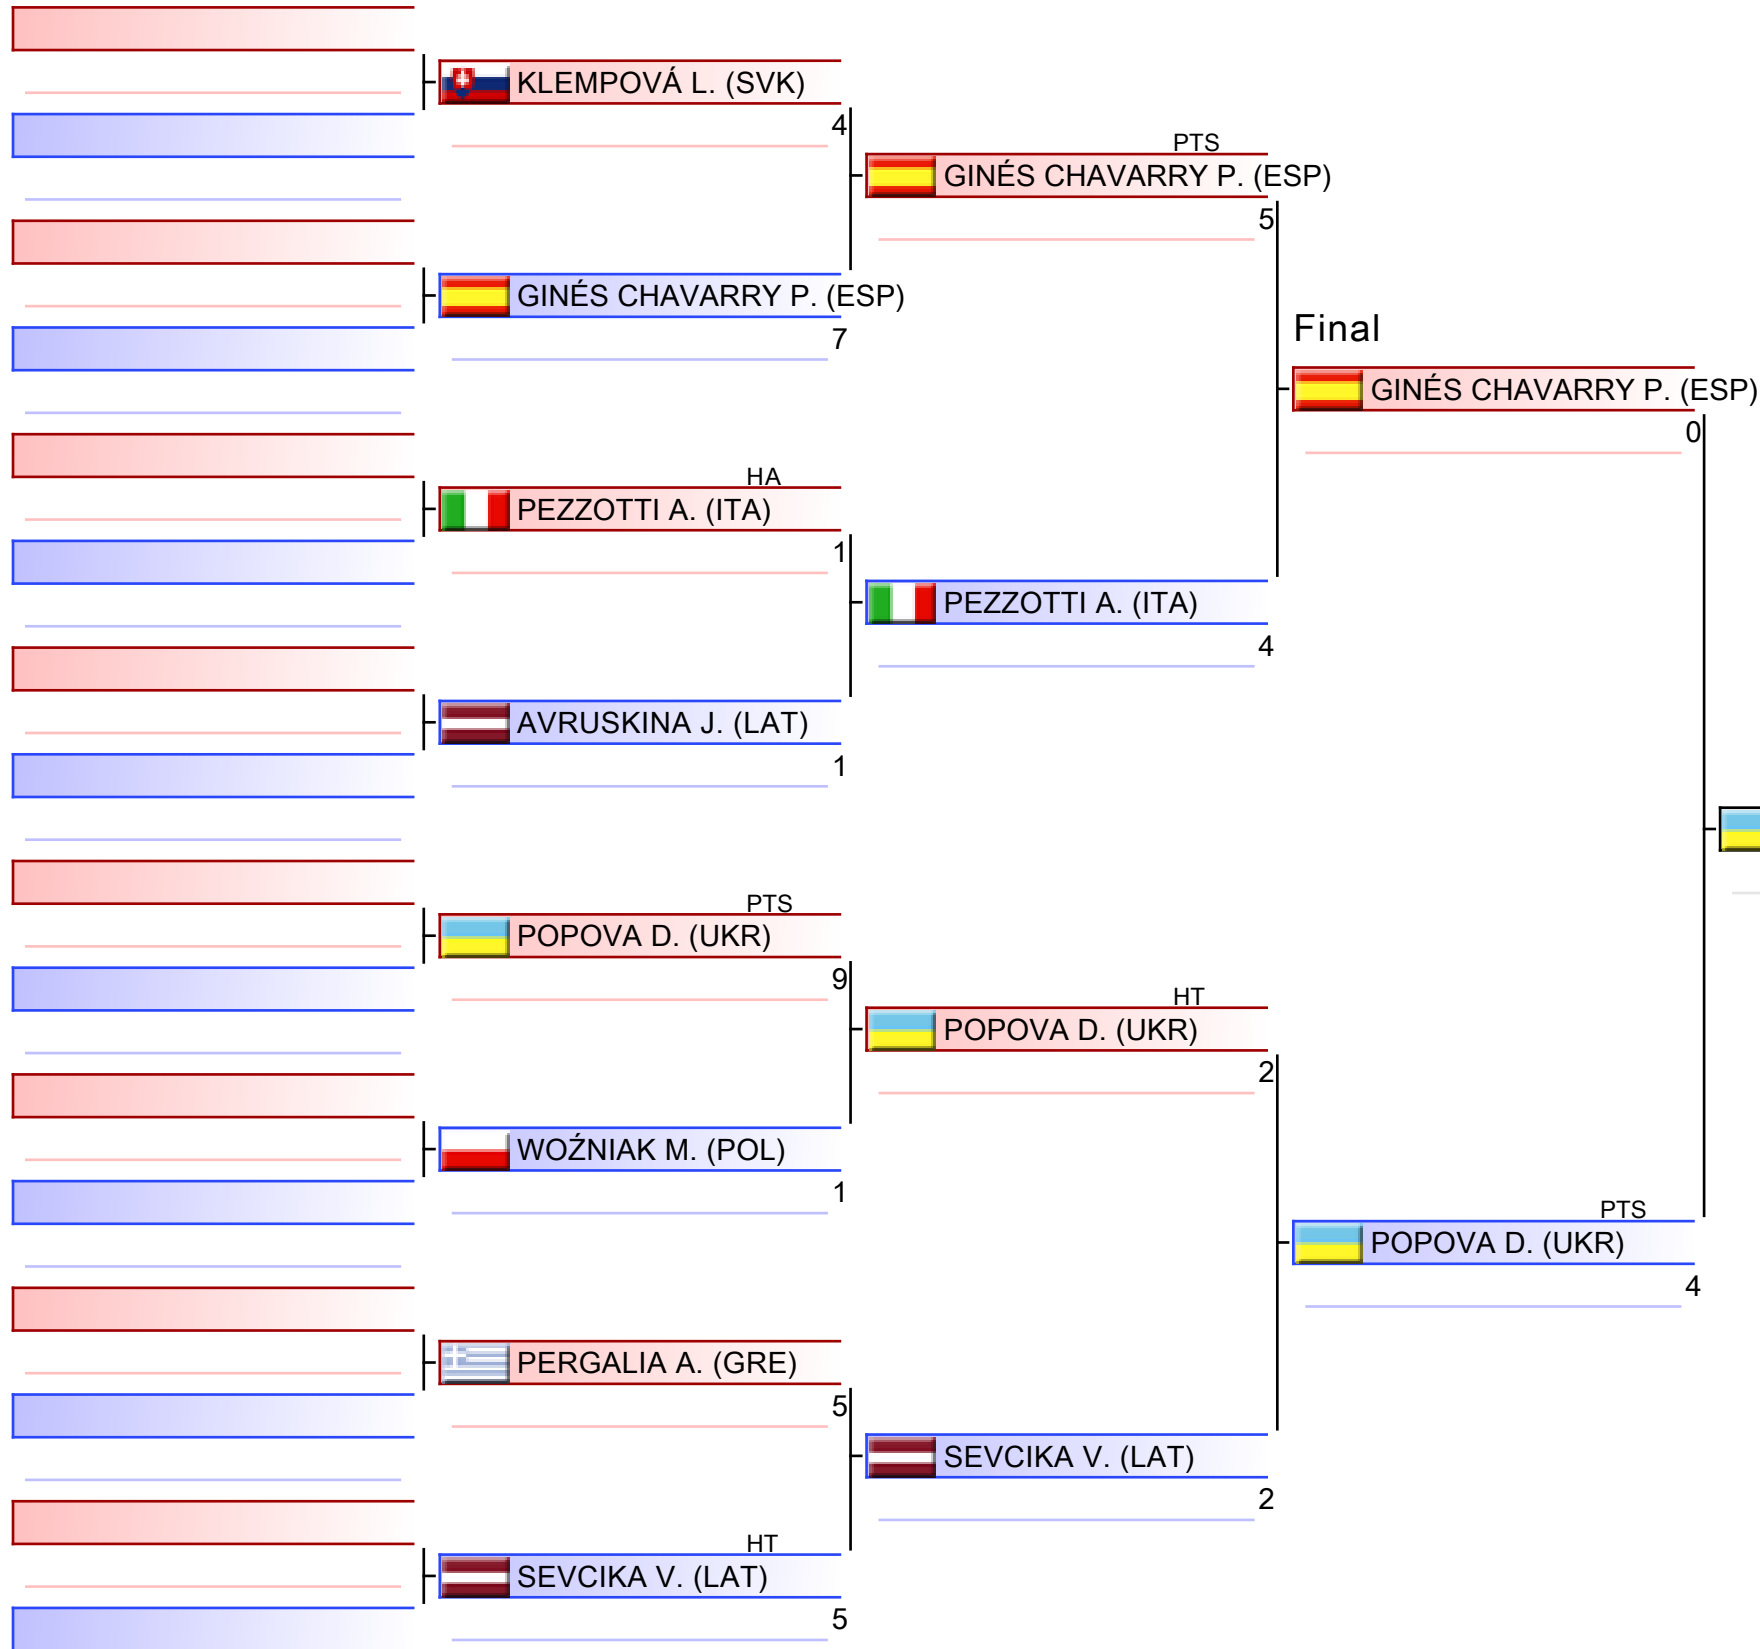 KLEMPOVÁ L. (SVK)
4
PTS
GINÉS CHAVARRY P. (ESP)
5
GINÉS CHAVARRY P. (ESP)
7
Final
GINÉS CHAVARRY P. (ESP)
0
HA
PEZZOTTI A. (ITA)
1
PEZZOTTI A. (ITA)
4
AVRUSKINA J. (LAT)
1
PTS
POPOVA D. (UKR)
9
HT
POPOVA D. (UKR)
2
WOŹNIAK M. (POL)
1
PTS
POPOVA D. (UKR)
4
PERGALIA A. (GRE)
5
SEVCIKA V. (LAT)
2
HT
SEVCIKA V. (LAT)
5